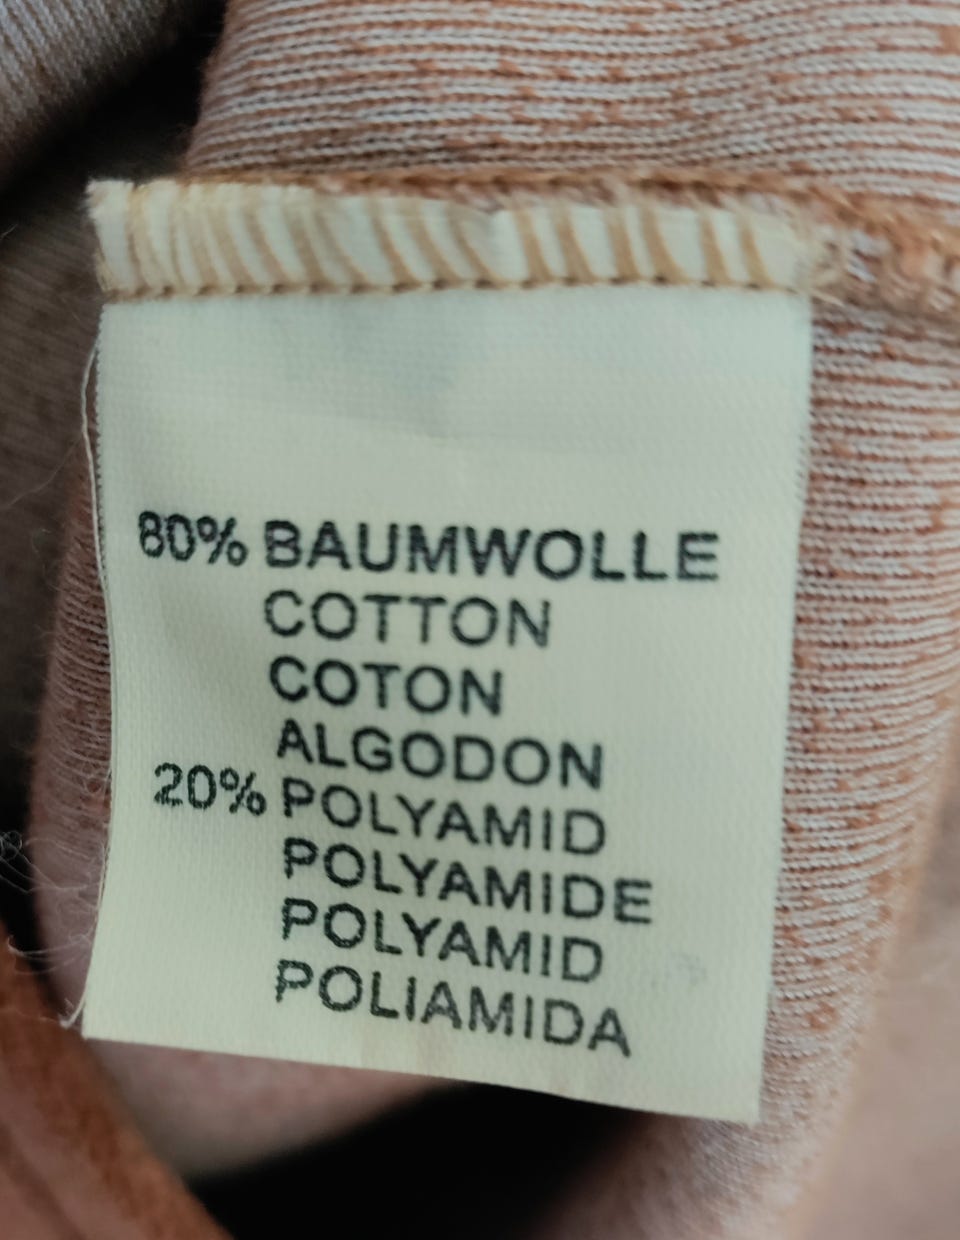 80% BAUMWOLLE
COTTON
COTON
ALGODON
20% POLYAMID
POLYAMIDE
POLYAMID
POLIAMIDA